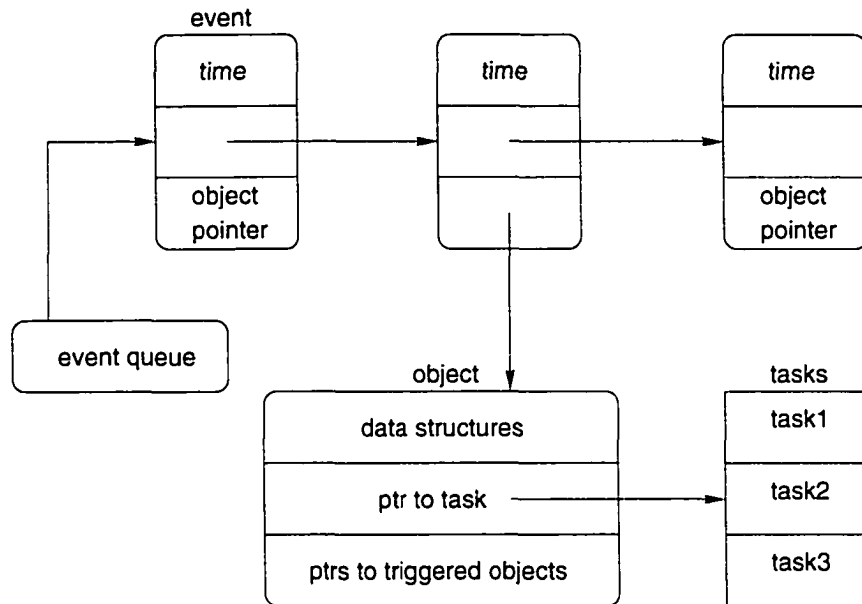 event
time
time
time
object
pointer
object
pointer
event queue
object
tasks
data structures
task1
ptr to task
task2
ptrs to triggered objects
task3